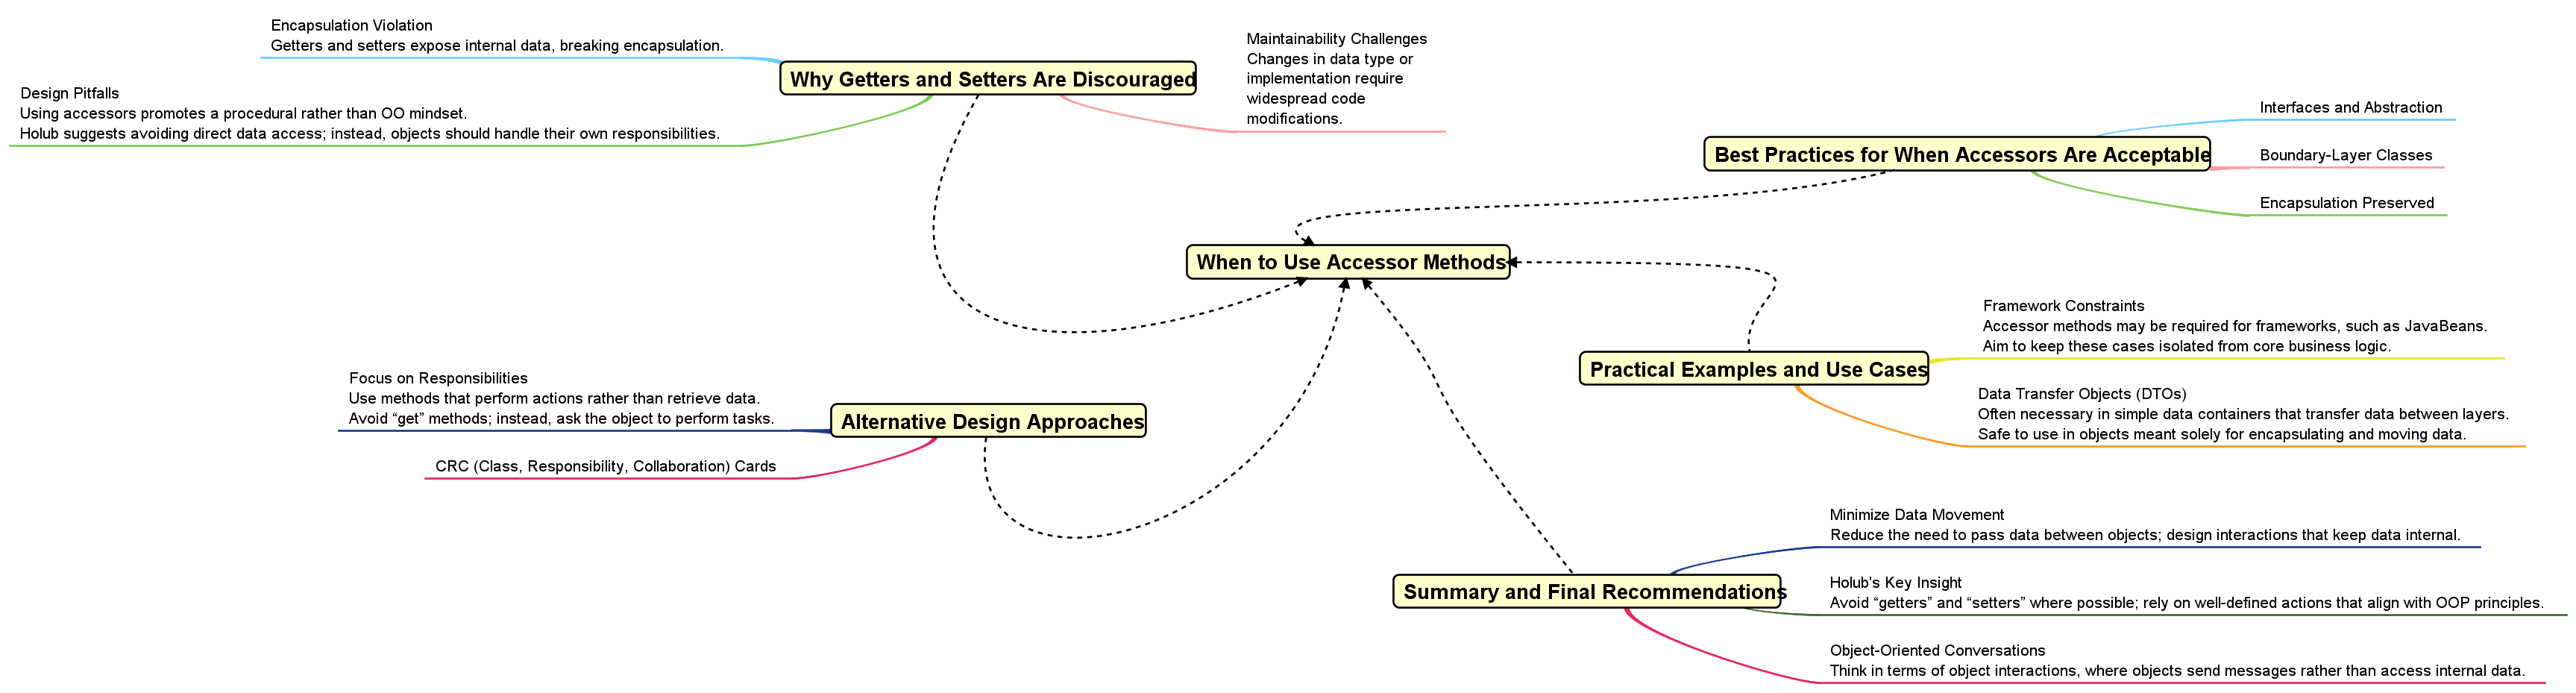 Encapsulation Violation
Getters and setters expose internal data, breaking encapsulation.
Design Pitfalls
Using accessors promotes a procedural rather than OO mindset.
Holub suggests avoiding direct data access; instead, objects should handle their own responsibilities.
Why Getters and Setters Are Discouraged
Maintainability Challenges
Changes in data type or
implementation require
widespread code
modifications.
Best Practices for When Accessors Are Acceptable
Interfaces and Abstraction
Boundary-Layer Classes
Encapsulation Preserved
When to Use Accessor Methods
Practical Examples and Use Cases
Framework Constraints
Accessor methods may be required for frameworks, such as JavaBeans.
Aim to keep these cases isolated from core business logic.
Data Transfer Objects (DTOs)
Often necessary in simple data containers that transfer data between layers.
Safe to use in objects meant solely for encapsulating and moving data.
Focus on Responsibilities
Use methods that perform actions rather than retrieve data.
Avoid “get” methods; instead, ask the object to perform tasks.
CRC (Class, Responsibility, Collaboration) Cards
Alternative Design Approaches
Summary and Final Recommendations
Minimize Data Movement
Reduce the need to pass data between objects; design interactions that keep data internal.
Holub's Key Insight
Avoid “getters” and “setters” where possible; rely on well-defined actions that align with OOP principles.
Object-Oriented Conversations
Think in terms of object interactions, where objects send messages rather than access internal data.